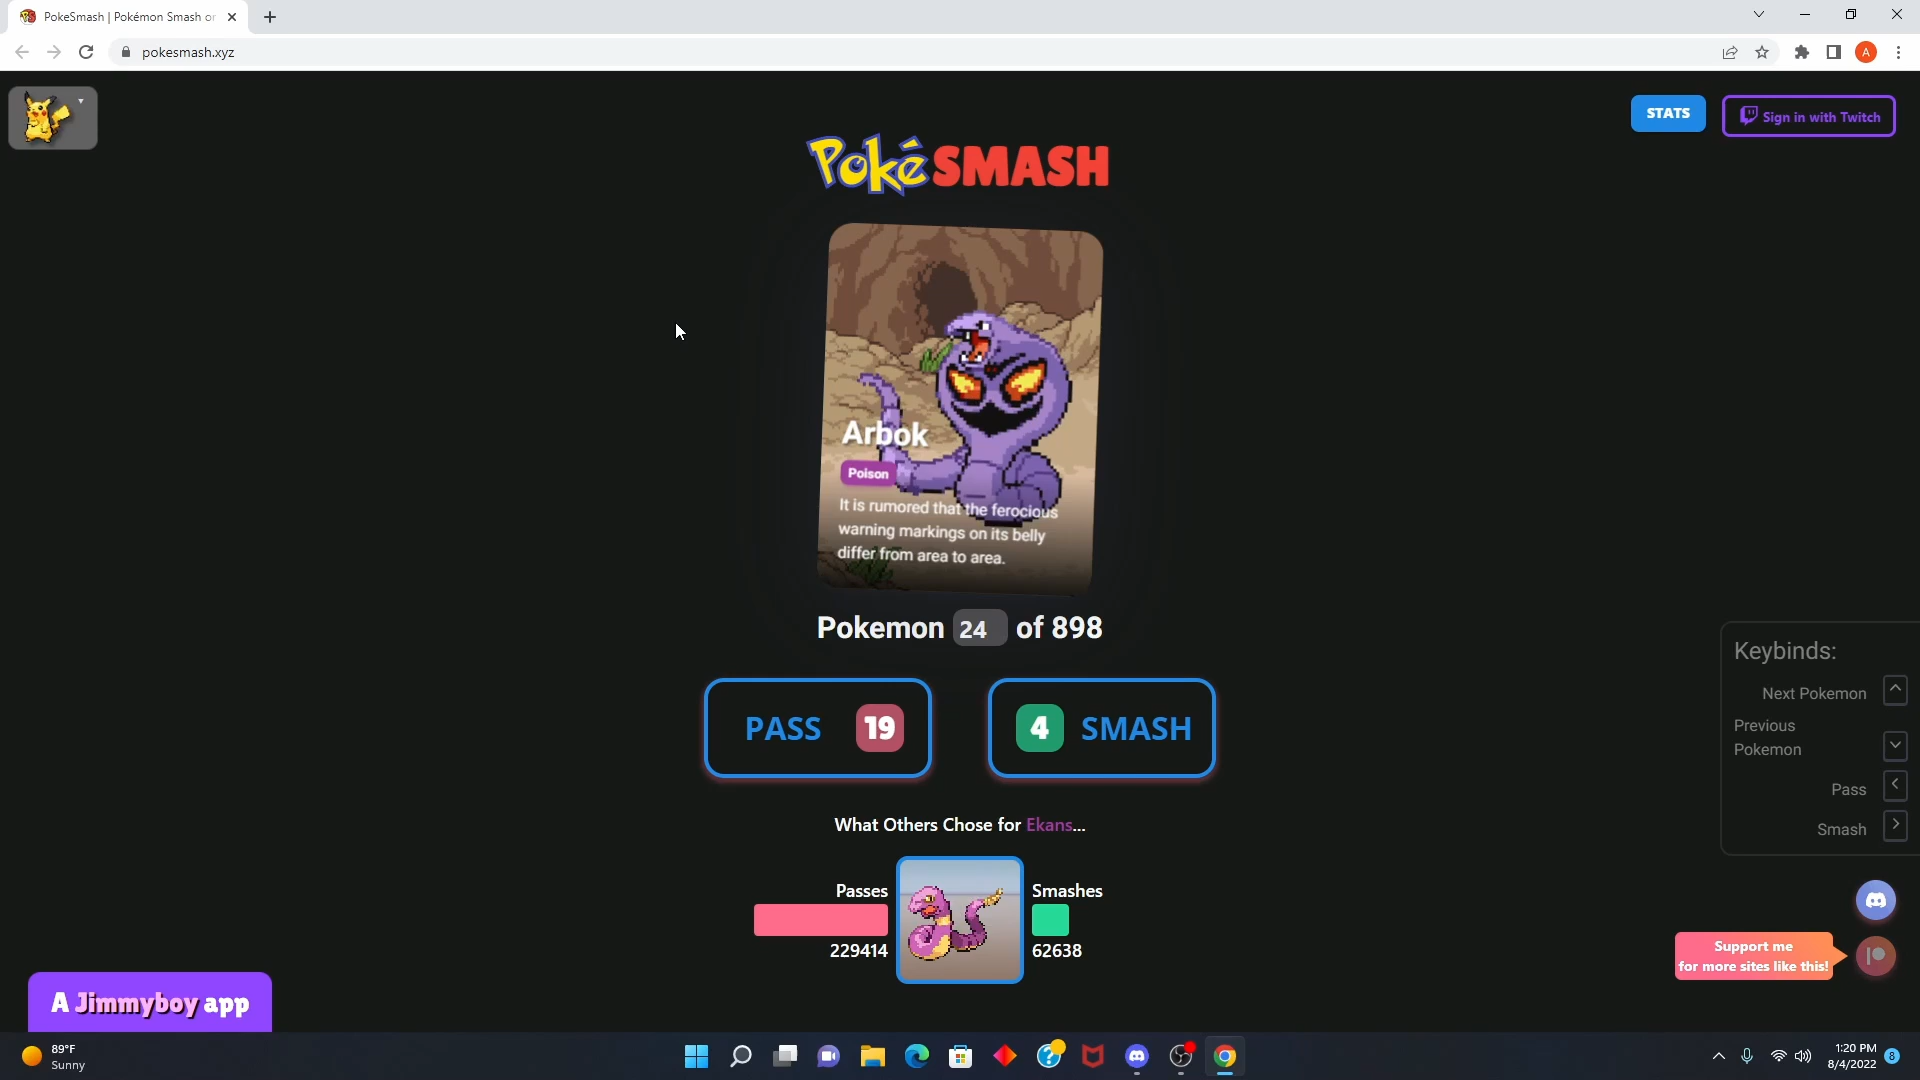 PokeSmash | Pokémon Smash or
pokesmash.xyz
A
STATS
Sign in with Twitch
PokéSMASH
Arbok
Poison
It is rumored that the ferocious
warning markings on its belly
differ from area to area.
Pokemon 24 of 898
PASS 19
4 SMASH
Keybinds:
Next Pokemon
Previous
Pokemon
Pass
Smash
What Others Chose for Ekans...
Passes
229414
Smashes
62638
Support me
for more sites like this!
A Jimmyboy app
89°F
Sunny
1:20 PM
8/4/2022
8